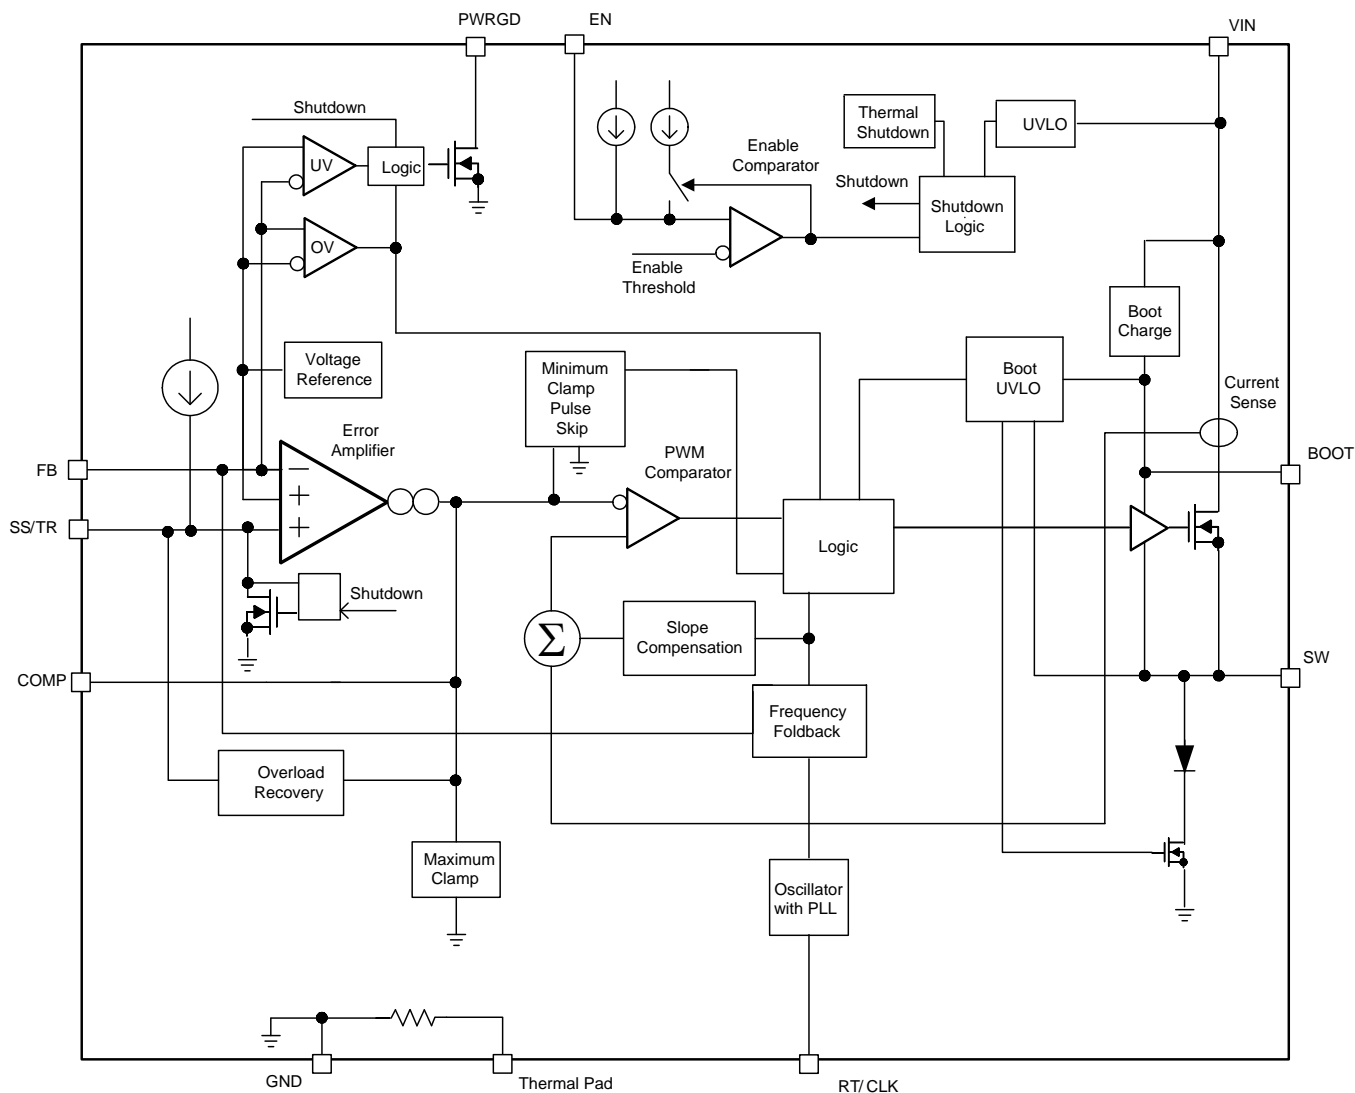 PWRGD
EN
VIN
Shutdown
UV
Logic
OV
Thermal
Shutdown
UVLO
Enable
Comparator
Shutdown
Shutdown
Logic
Enable
Threshold
Boot
Charge
Voltage
Reference
Minimum
Clamp
Pulse
Skip
Boot
UVLO
Current
Sense
Error
Amplifier
PWM
Comparator
FB
BOOT
SS/TR
Logic
Shutdown
Σ
Slope
Compensation
COMP
SW
Frequency
Foldback
Overload
Recovery
Maximum
Clamp
Oscillator
with PLL
GND
Thermal Pad
RT/ CLK